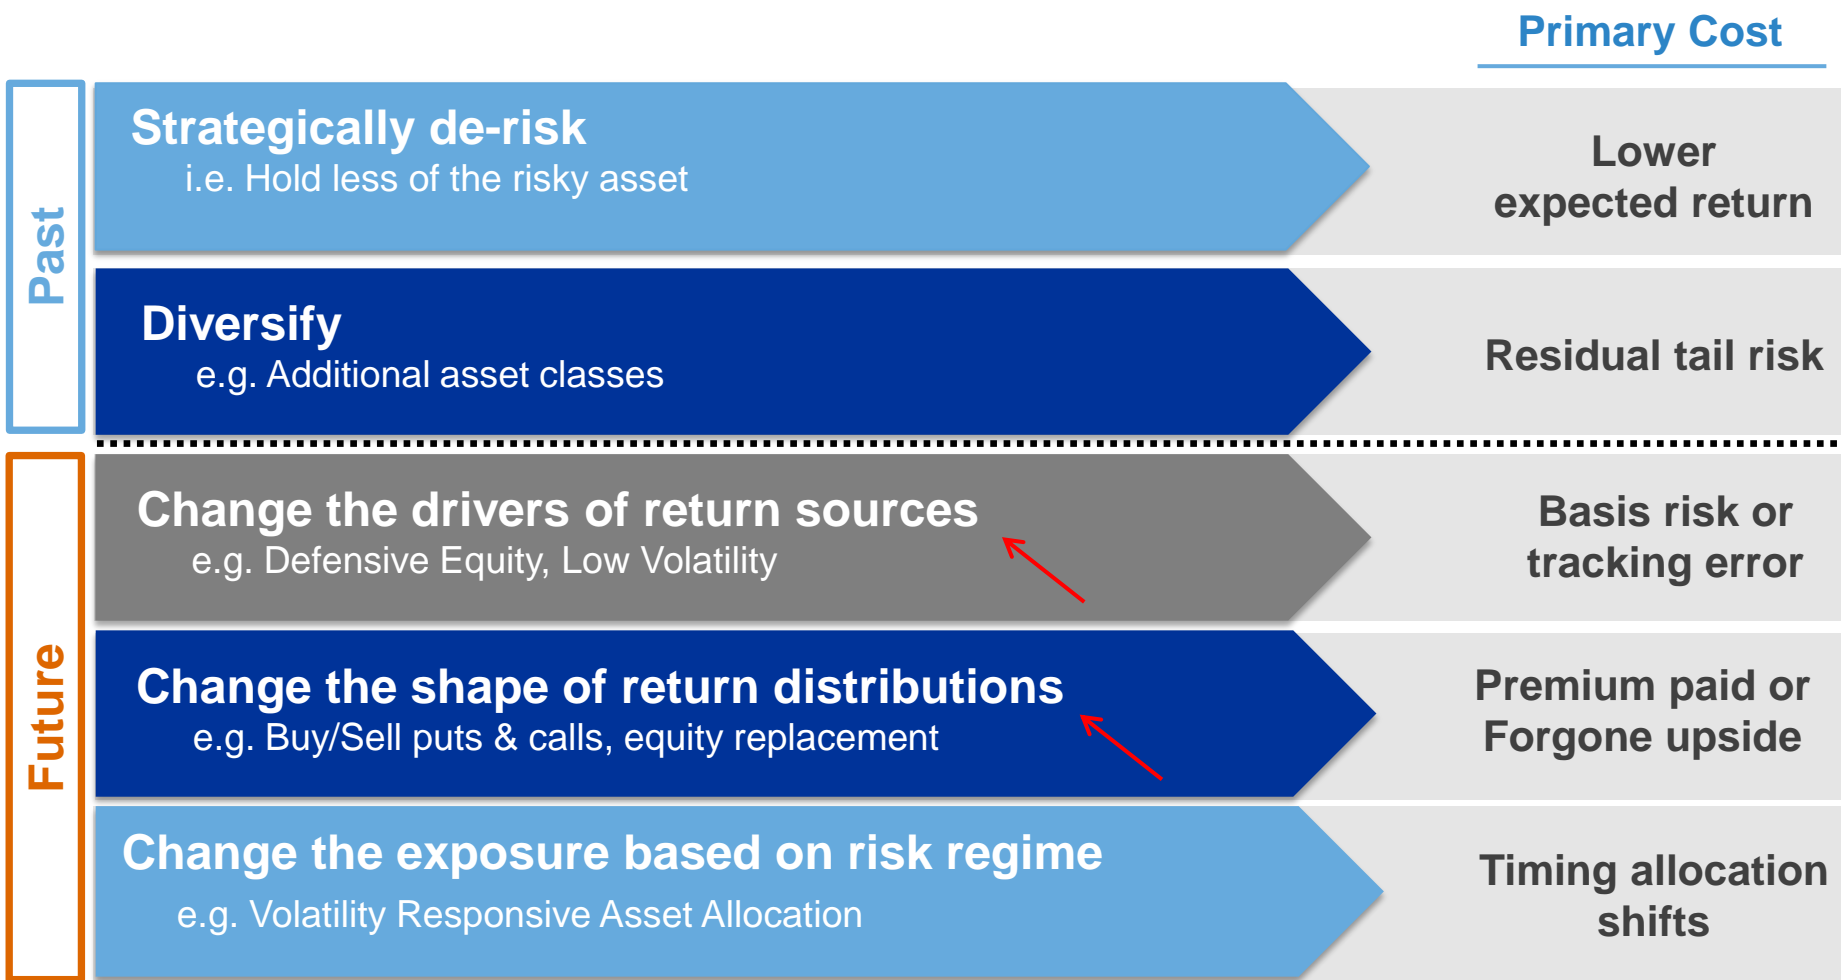 Primary Cost
Past
Strategically de-risk
i.e. Hold less of the risky asset
Lower
expected return
Diversify
e.g. Additional asset classes
Residual tail risk
Future
Change the drivers of return sources
e.g. Defensive Equity, Low Volatility
Basis risk or
tracking error
Change the shape of return distributions
e.g. Buy/Sell puts & calls, equity replacement
Premium paid or
Forgone upside
Change the exposure based on risk regime
e.g. Volatility Responsive Asset Allocation
Timing allocation
shifts